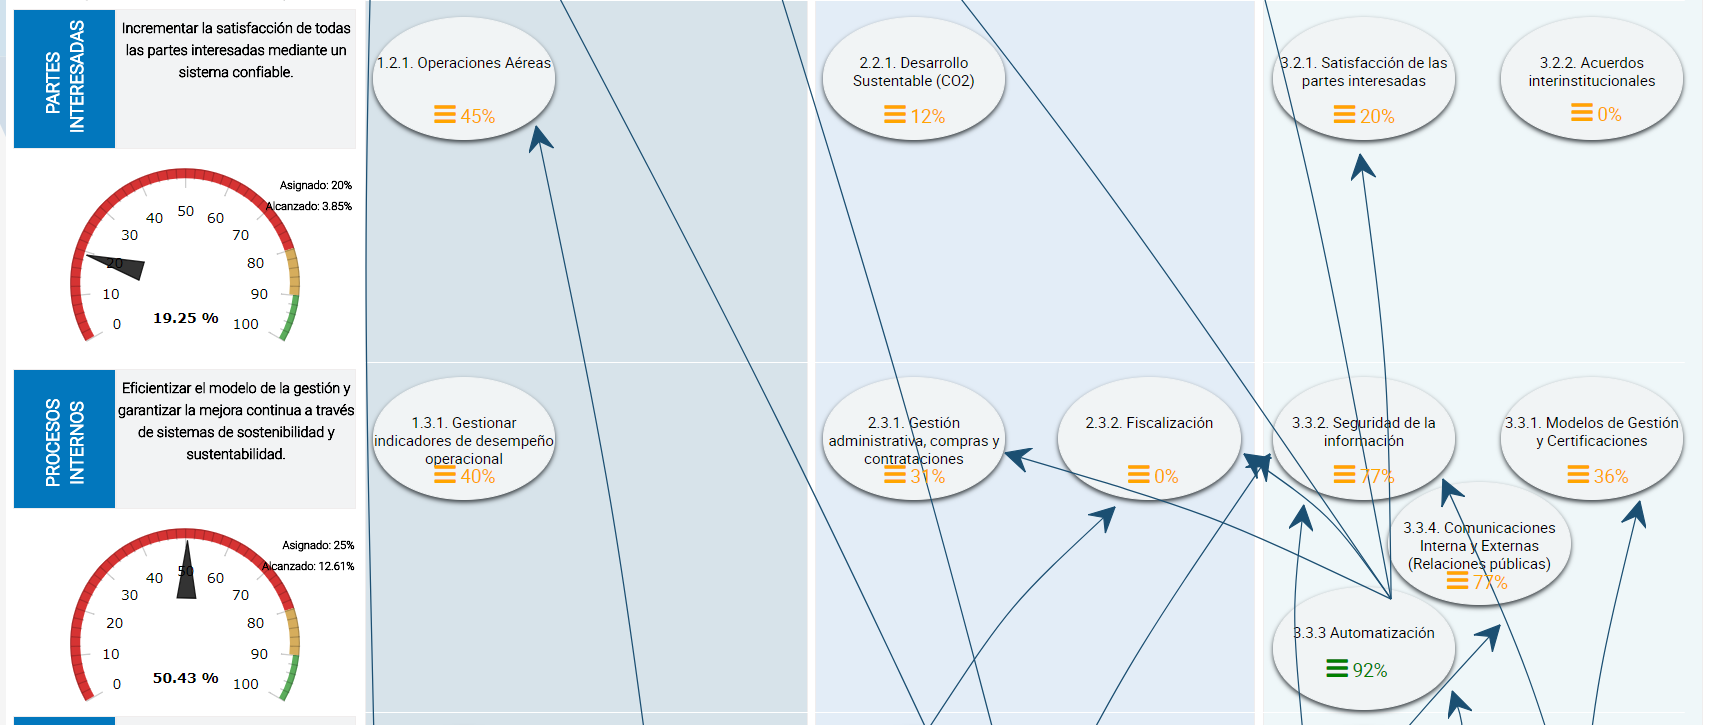 PARTES
INTERESADAS
Incrementar la satisfacción de todas
las partes interesadas mediante un
sistema confiable.
1.2.1. Operaciones Aéreas
45%
2.2.1. Desarrollo
Sustentable (CO2)
12%
3.2.1. Satisfacción de las
partes interesadas
20%
3.2.2. Acuerdos
interinstitucionales
0%
Asignado: 20%
Alcanzado: 3.85%
0
10
20
30
40
50
60
70
80
90
100
19.25 %
PROCESOS
INTERNOS
Eficientizar el modelo de la gestión y
garantizar la mejora continua a través
de sistemas de sostenibilidad y
sustentabilidad.
1.3.1. Gestionar
indicadores de desempeño
operacional
40%
2.3.1. Gestión
administrativa, compras y
contrataciones
31%
2.3.2. Fiscalización
0%
3.3.2. Seguridad de la
información
77%
3.3.1. Modelos de Gestión
y Certificaciones
36%
3.3.4. Comunicaciones
Interna y Externas
(Relaciones públicas)
77%
3.3.3 Automatización
92%
Asignado: 25%
Alcanzado: 12.61%
0
10
20
30
40
50
60
70
80
90
100
50.43 %